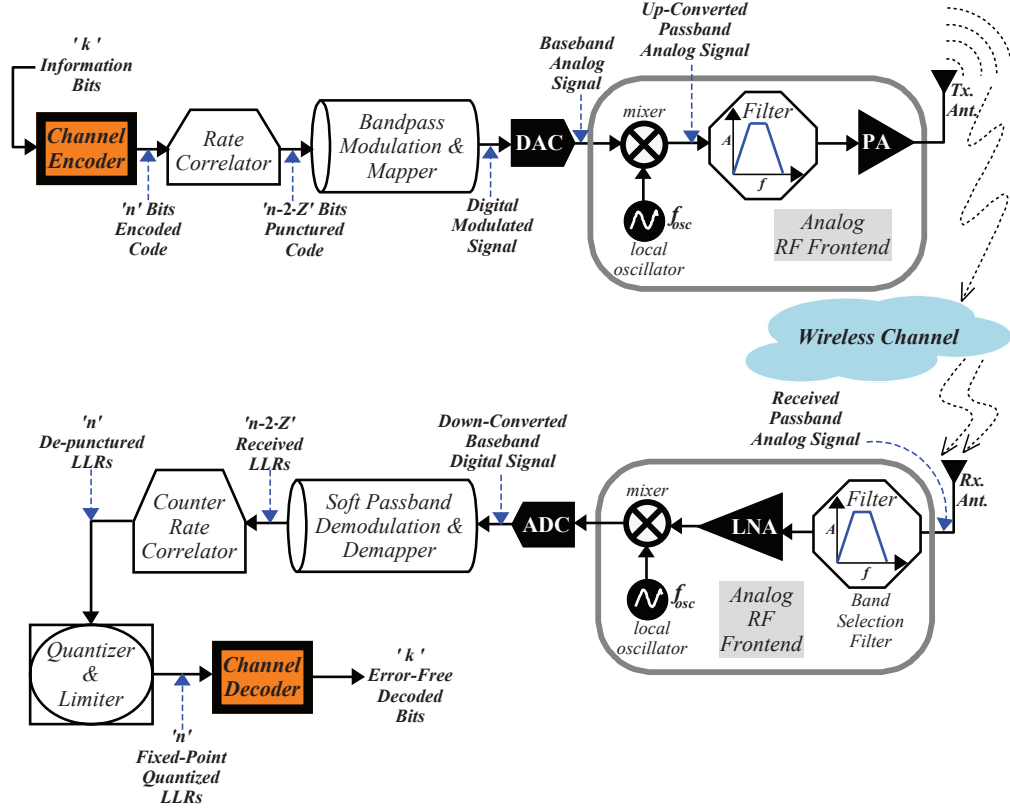 ' k '
Information
Bits
Channel
Encoder
'n' Bits
Encoded
Code
Rate
Correlator
'n-2-Z' Bits
Punctured
Code
Bandpass
Modulation &
Mapper
Digital
Modulated
Signal
DAC
Baseband
Analog
Signal
Up-Converted
Passband
Analog Signal
mixer
fosc
local
oscillator
Filter
A
f
PA
Analog
RF Frontend
Tx.
Ant.
Wireless Channel
Received
Passband
Analog Signal
Rx.
Ant.
Filter
A
f
Band
Selection
Filter
LNA
mixer
fosc
local
oscillator
Analog
RF
Frontend
ADC
Down-Converted
Baseband
Digital Signal
Soft Passband
Demodulation &
Demapper
'n-2-Z'
Received
LLRs
Counter
Rate
Correlator
'n'
De-punctured
LLRs
Quantizer
&
Limiter
'n'
Fixed-Point
Quantized
LLRs
Channel
Decoder
' k '
Error-Free
Decoded
Bits